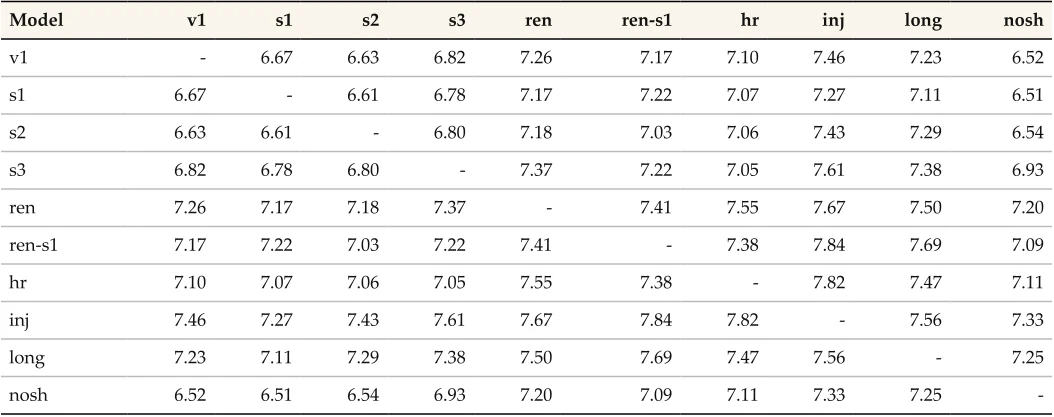 Model v1 s1 s2 s3 ren ren-s1 hr inj long nosh
v1 - 6.67 6.63 6.82 7.26 7.17 7.10 7.46 7.23 6.52
s1 6.67 - 6.61 6.78 7.17 7.22 7.07 7.27 7.11 6.51
s2 6.63 6.61 - 6.80 7.18 7.03 7.06 7.43 7.29 6.54
s3 6.82 6.78 6.80 - 7.37 7.22 7.05 7.61 7.38 6.93
ren 7.26 7.17 7.18 7.37 - 7.41 7.55 7.67 7.50 7.20
ren-s1 7.17 7.22 7.03 7.22 7.41 - 7.38 7.84 7.69 7.09
hr 7.10 7.07 7.06 7.05 7.55 7.38 - 7.82 7.47 7.11
inj 7.46 7.27 7.43 7.61 7.67 7.84 7.82 - 7.56 7.33
long 7.23 7.11 7.29 7.38 7.50 7.69 7.47 7.56 - 7.25
nosh 6.52 6.51 6.54 6.93 7.20 7.09 7.11 7.33 7.25 -